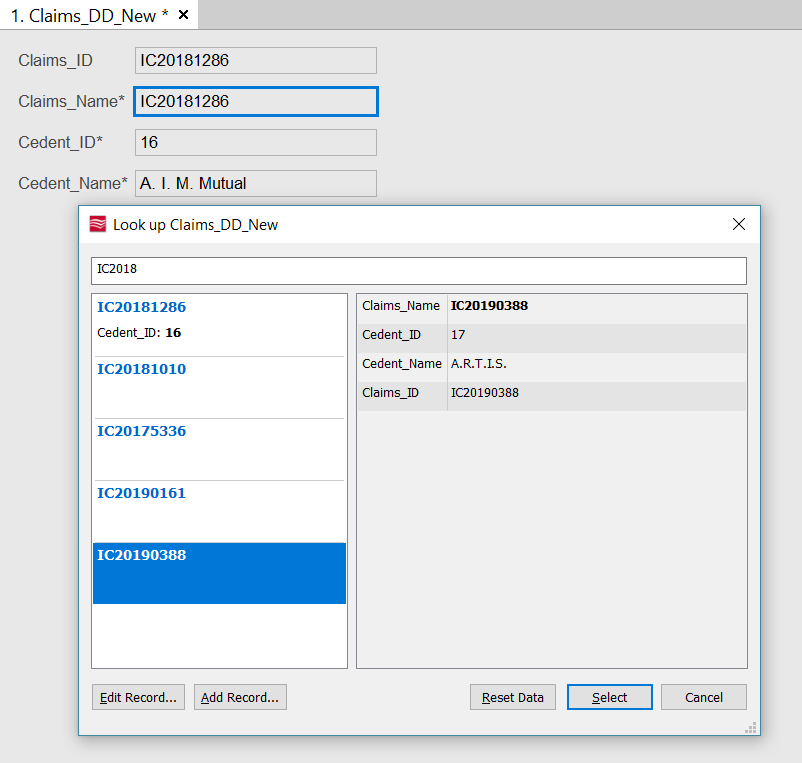 1. Claims_DD_New * ×
Claims_ID IC20181286
Claims_Name* IC20181286
Cedent_ID* 16
Cedent_Name* A. I. M. Mutual
Look up Claims_DD_New
IC2018
IC20181286
Cedent_ID: 16
IC20181010
IC20175336
IC20190161
IC20190388
Claims_Name IC20190388
Cedent_ID 17
Cedent_Name A.R.T.I.S.
Claims_ID IC20190388
Edit Record... Add Record... Reset Data Select Cancel